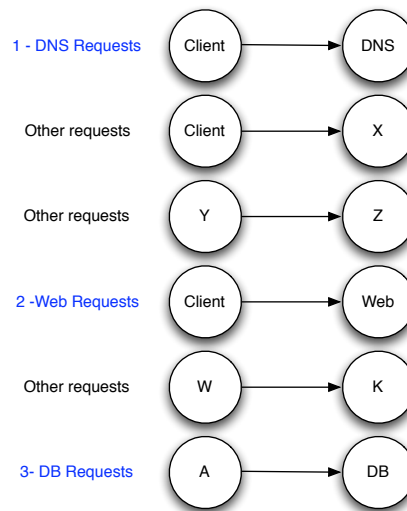 1 - DNS Requests Client DNS
Other requests Client X
Other requests Y Z
2 -Web Requests Client Web
Other requests W K
3- DB Requests A DB